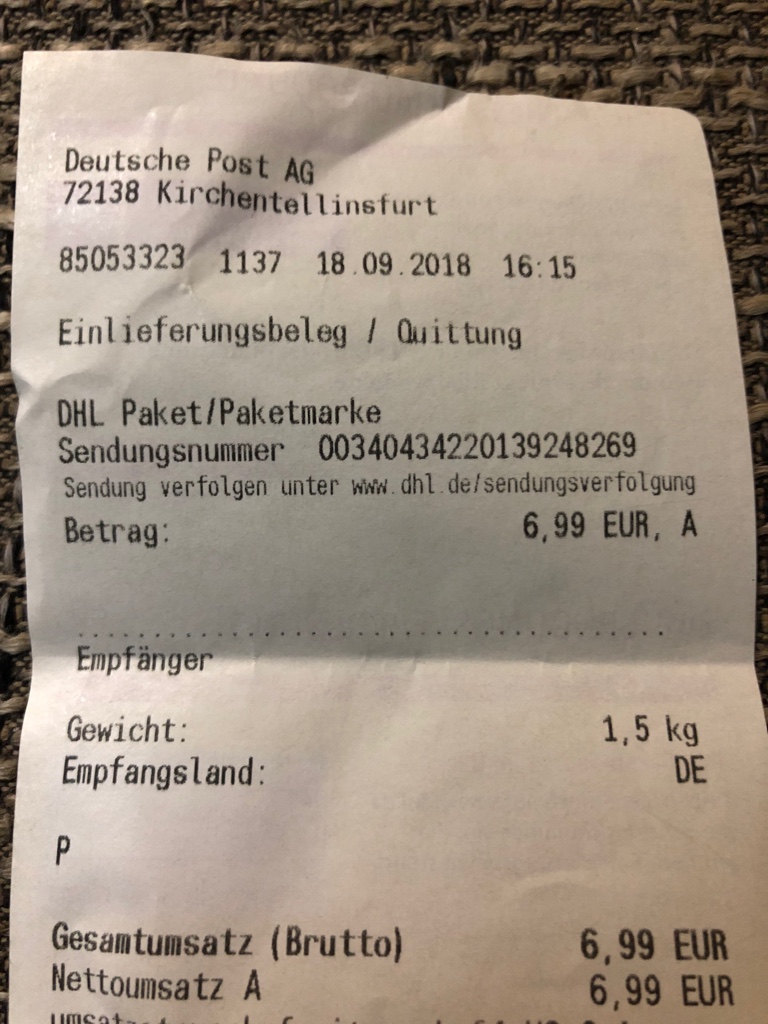 Deutsche Post AG
72138 Kirchentellinsfurt
85053323 1137 18.09.2018 16:15
Einlieferungsbeleg / Quittung
DHL Paket/Paketmarke
Sendungsnummer 00340434220139248269
Sendung verfolgen unter www.dhl.de/sendungsverfolgung
Betrag: 6,99 EUR, A
Empfänger
Gewicht: 1,5 kg
Empfangsland: DE
P
Gesamtumsatz (Brutto) 6,99 EUR
Nettoumsatz A 6,99 EUR